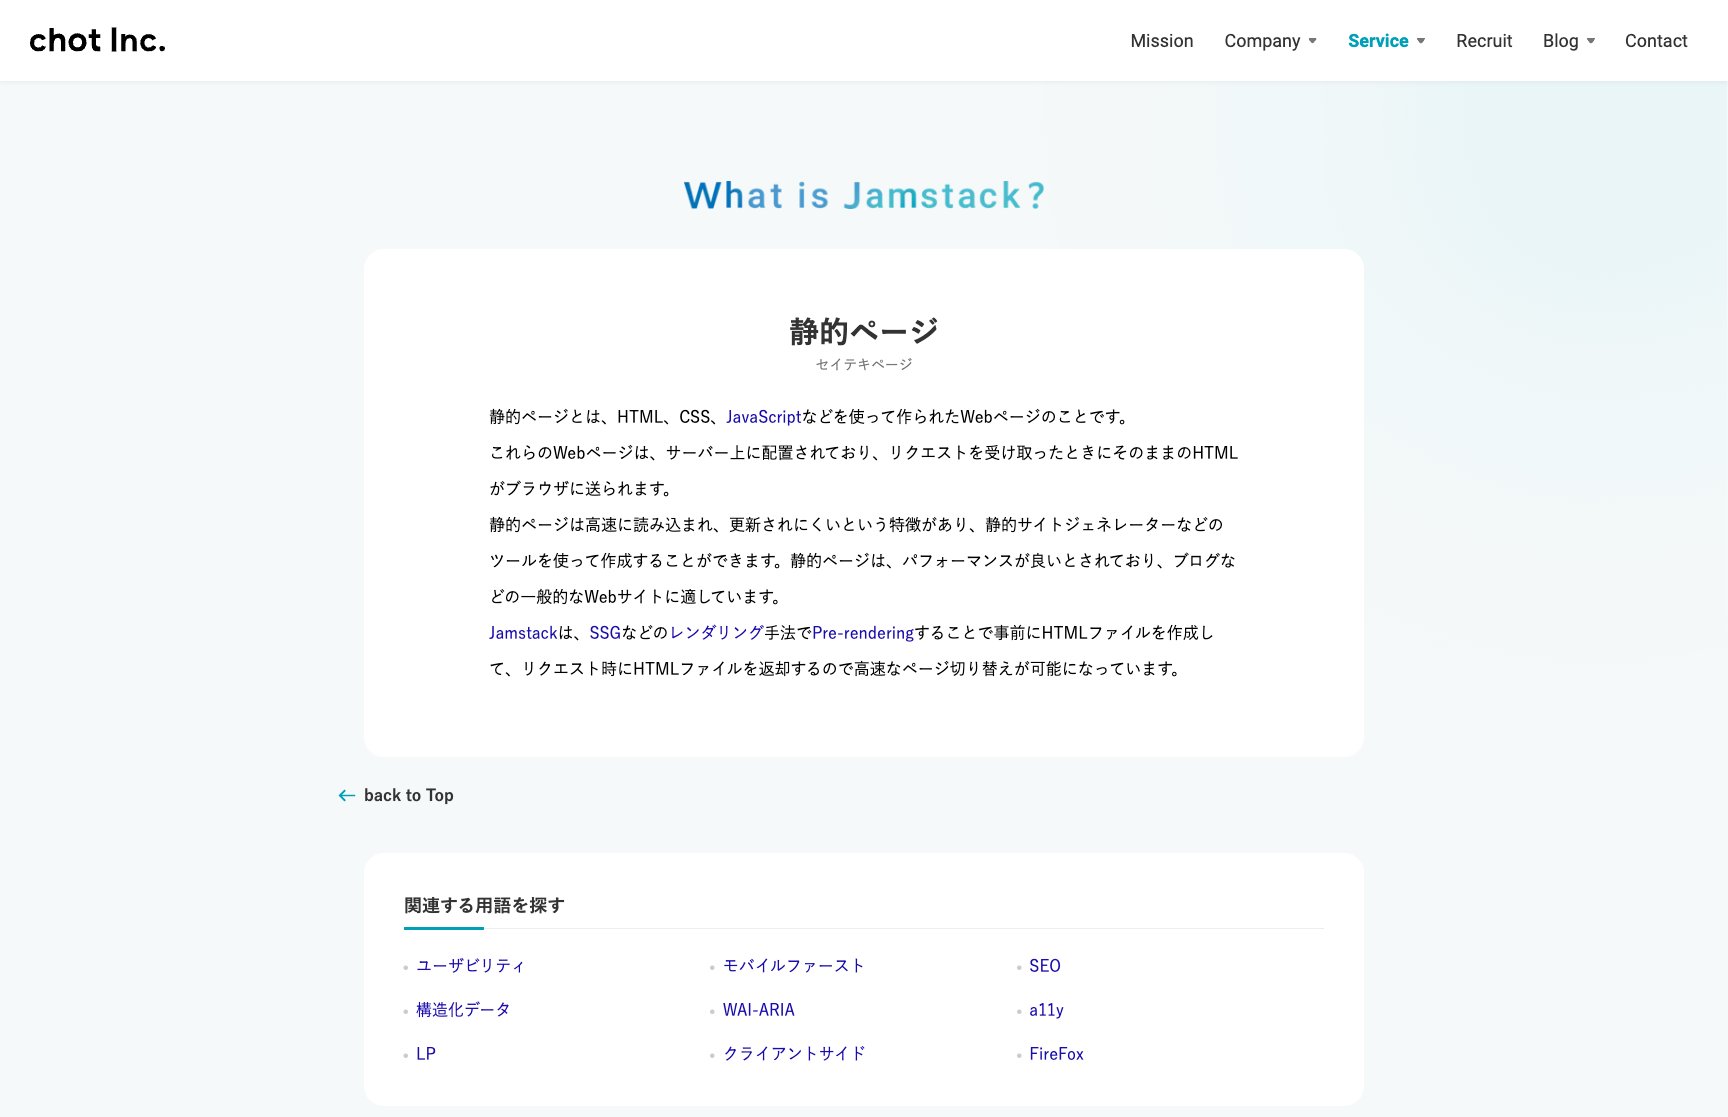 chot Inc.
Mission
Company
Service
Recruit
Blog
Contact
What is Jamstack?
静的ページ
セイテキページ
静的ページとは、HTML、CSS、JavaScriptなどを使って作られたWebページのことです。
これらのWebページは、サーバー上に配置されており、リクエストを受け取ったときにそのままのHTML
がブラウザに送られます。
静的ページは高速に読み込まれ、更新されにくいという特徴があり、静的サイトジェネレーターなどの
ツールを使って作成することができます。静的ページは、パフォーマンスが良いとされており、ブログな
どの一般的なWebサイトに適しています。
Jamstackは、SSGなどのレンダリング手法でPre-renderingすることで事前にHTMLファイルを作成し
て、リクエスト時にHTMLファイルを返却するので高速なページ切り替えが可能になっています。
back to Top
関連する用語を探す
ユーザビリティ
モバイルファースト
SEO
構造化データ
WAI-ARIA
a11y
LP
クライアントサイド
FireFox